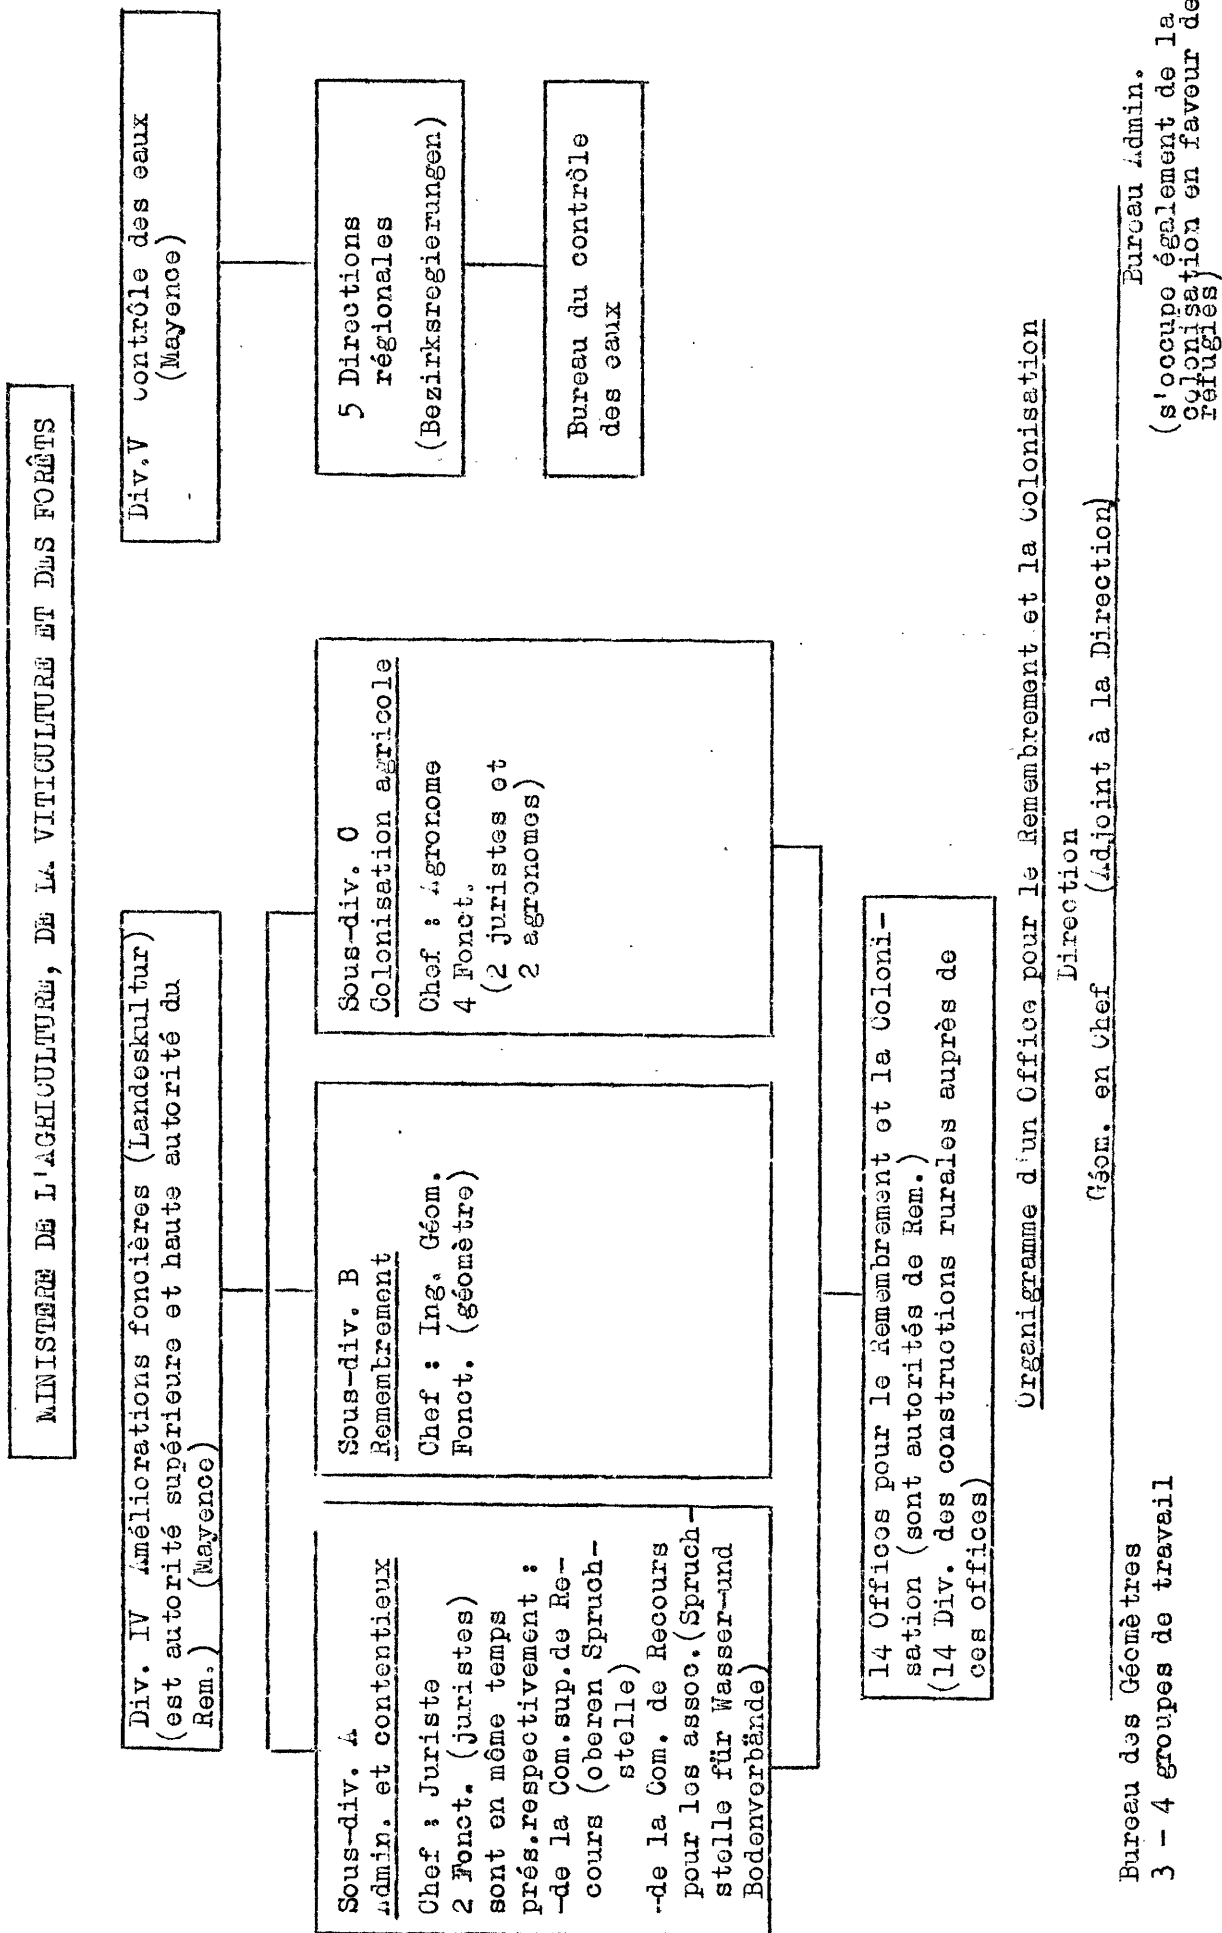 MINISTERE DE L'AGRICULTURE, DE LA VITICULTURE ET DES FORÊTS
Div. IV Améliorations foncières (Landeskultur)
(est autorité supérieure et haute autorité du
Rem.) (Mayence)
Div.V Contrôle des eaux
(Mayence)
Sous-div. A
Admin. et contentieux
Chef : Juriste
2 Fonct. (juristes)
sont en même temps
prés.respectivement :
-de la Com.sup.de Re-
cours (oberen Spruch-
stelle)
--de la Com. de Recours
pour les assoc.(Spruch-
stelle für Wasser-und
Bodenverbände)
Sous-div. B
Remembrement
Chef : Ing. Géom.
Fonct. (géomètre)
Sous-div. C
Colonisation agricole
Chef : Agronome
4 Fonct.
(2 juristes et
2 agronomes)
5 Directions
régionales
(Bezirksregierungen)
Bureau du contrôle
des eaux
14 Offices pour le Remembrement et la Coloni-
sation (sont autorités de Rem.)
(14 Div. des constructions rurales auprès de
ces offices)
Organigramme d'un Office pour le Remembrement et la Colonisation
Direction
Géom. en Chef (Adjoint à la Direction)
Bureau des Géomètres
3 - 4 groupes de travail
Bureau Admin.
(s'occupe également de la
colonisation en faveur de
réfugiés)